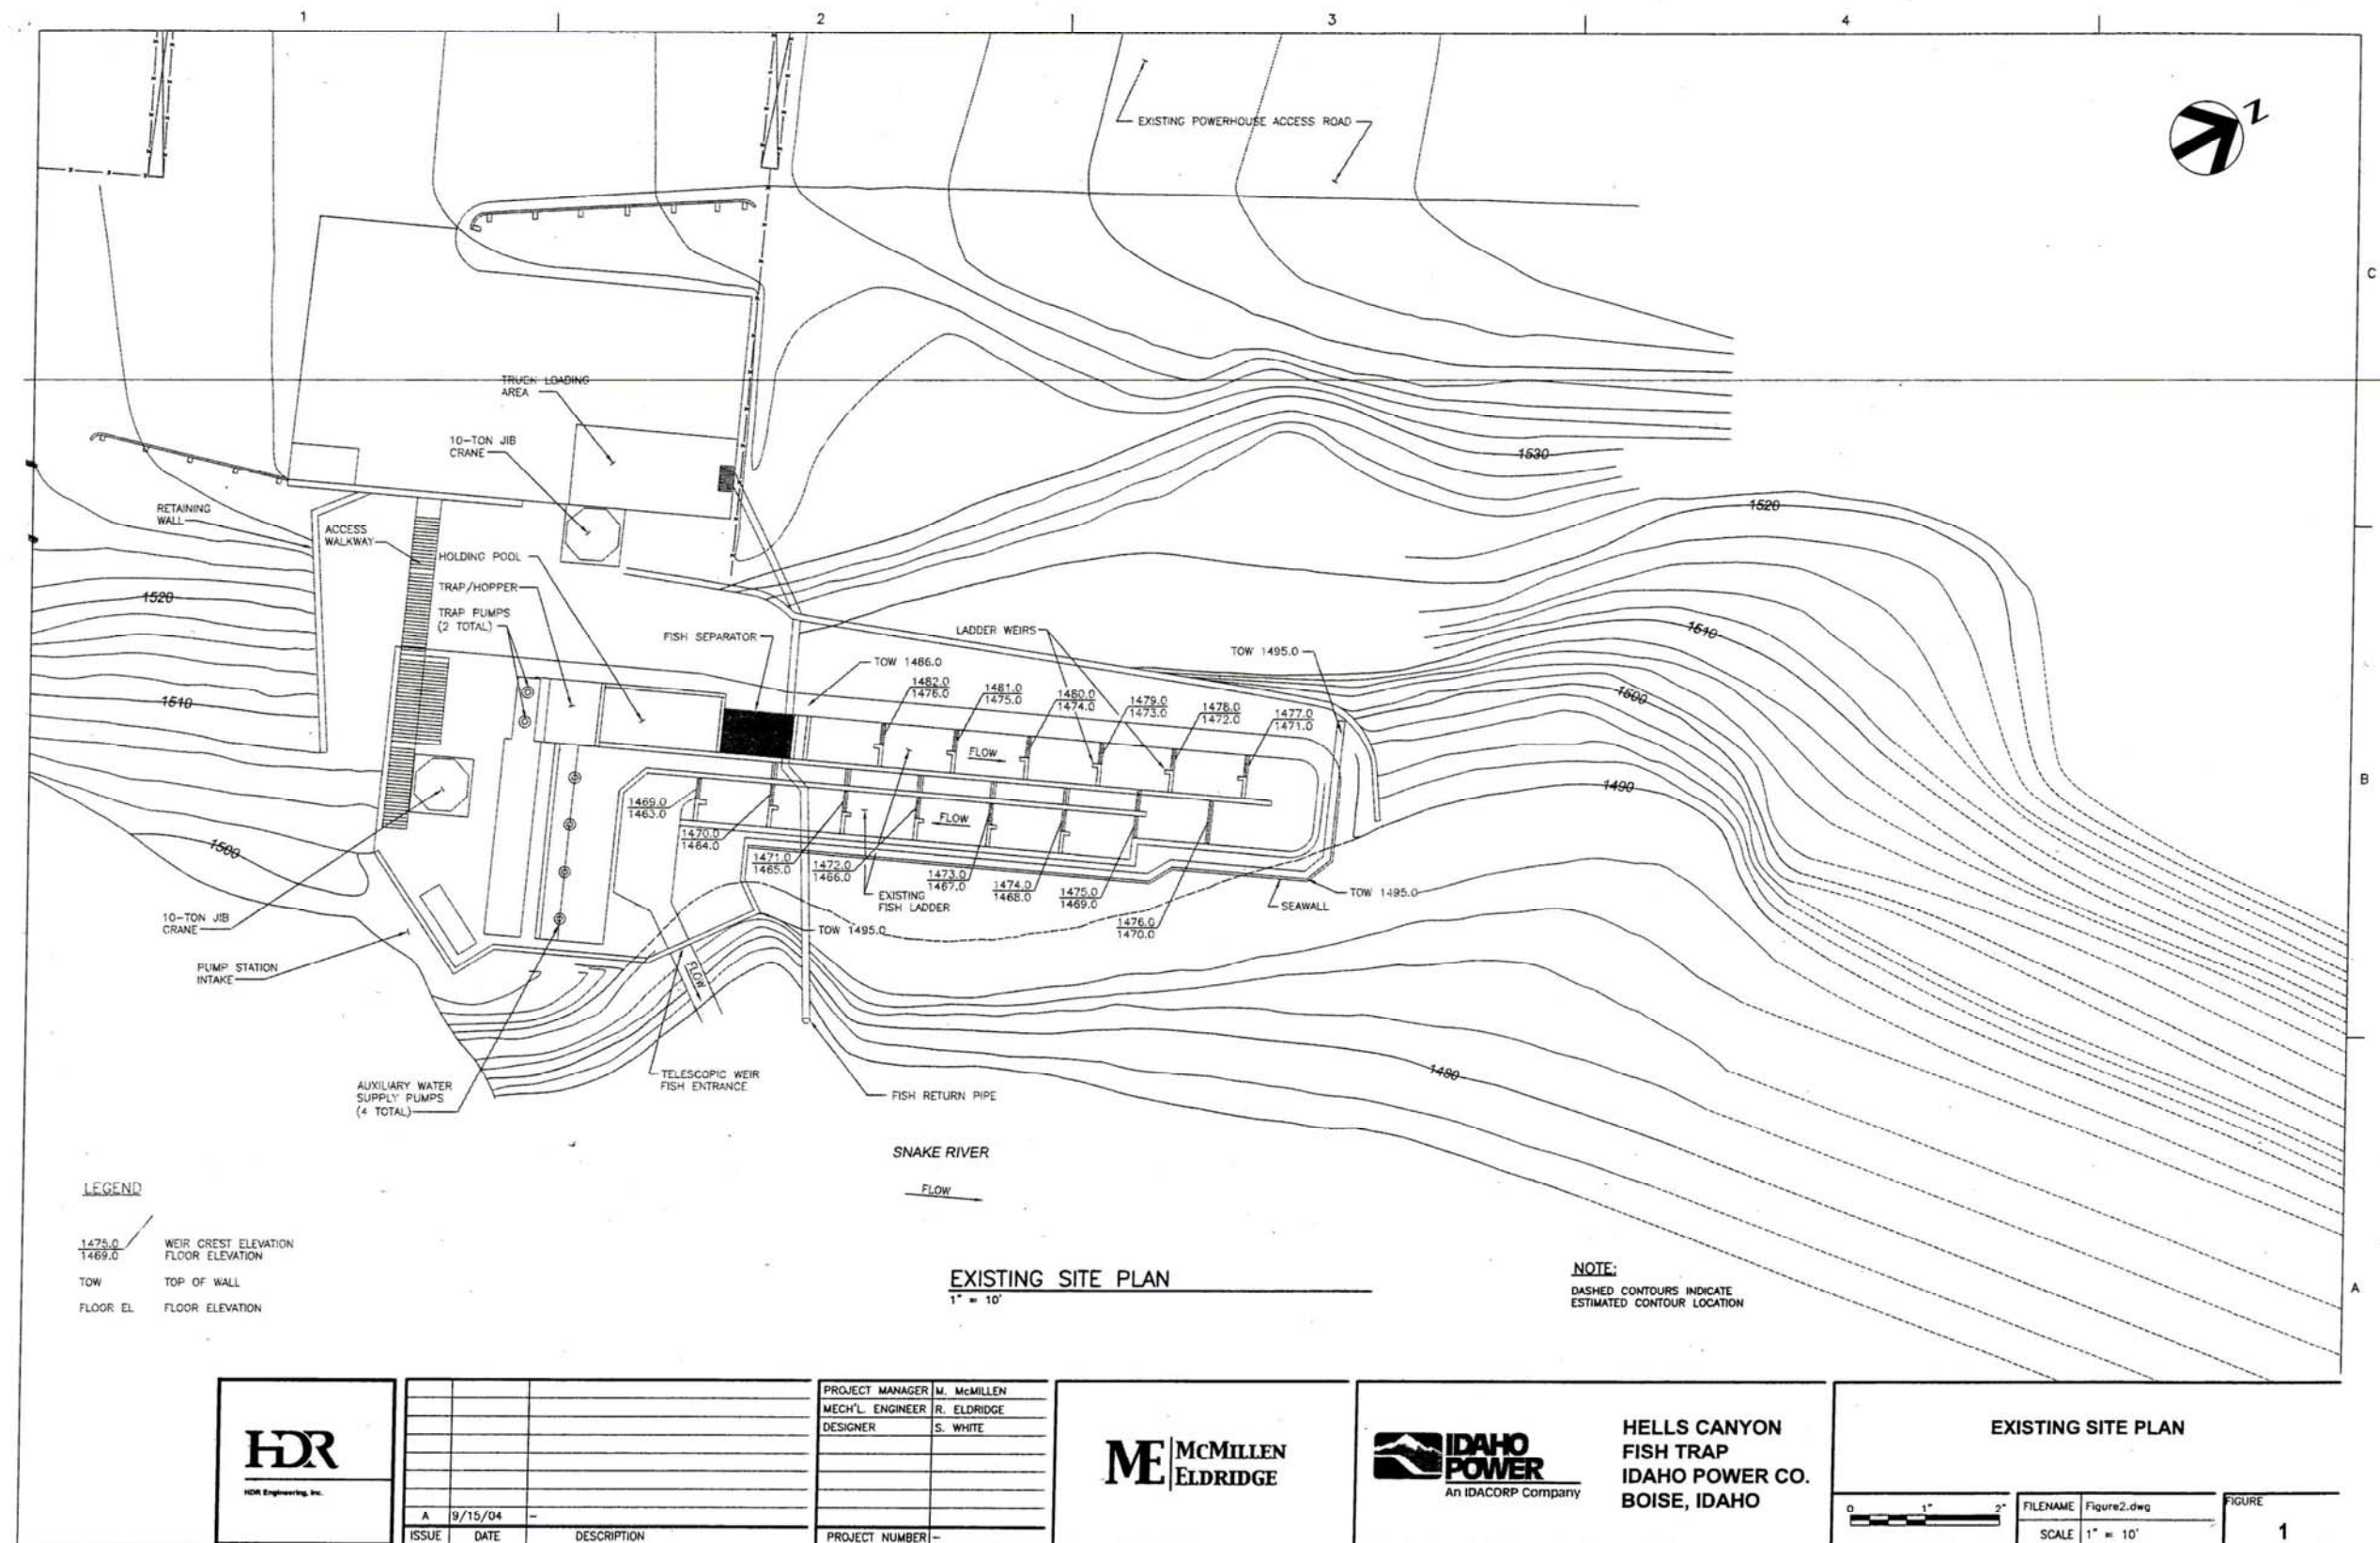 1
2
3
4
EXISTING POWERHOUSE ACCESS ROAD
Z
C
TRUCK LOADING
AREA
10-TON JIB
CRANE
1530
1520
RETAINING
WALL
ACCESS
WALKWAY
HOLDING POOL
TRAP/HOPPER
TRAP PUMPS
(2 TOTAL)
1520
FISH SEPARATOR
LADDER WEIRS
TOW 1495.0
1510
TOW 1486.0
1482.0
1476.0
1481.0
1475.0
1480.0
1474.0
1479.0
1473.0
1478.0
1472.0
1477.0
1471.0
1500
1510
FLOW
B
1490
1469.0
1463.0
1470.0
1464.0
FLOW
1471.0
1465.0
1472.0
1466.0
1473.0
1467.0
1474.0
1468.0
1475.0
1469.0
1476.0
1470.0
1500
EXISTING
FISH LADDER
TOW 1495.0
SEAWALL
10-TON JIB
CRANE
TOW 1495.0
PUMP STATION
INTAKE
FLOW
1480
TELESCOPIC WEIR
FISH ENTRANCE
AUXILIARY WATER
SUPPLY PUMPS
(4 TOTAL)
FISH RETURN PIPE
SNAKE RIVER
FLOW
LEGEND
1475.0
1469.0
WEIR CREST ELEVATION
FLOOR ELEVATION
TOW TOP OF WALL
FLOOR EL FLOOR ELEVATION
EXISTING SITE PLAN
1" = 10'
NOTE:
DASHED CONTOURS INDICATE
ESTIMATED CONTOUR LOCATION
A
HDR
HDR Engineering, Inc.
A 9/15/04 -
ISSUE DATE DESCRIPTION
PROJECT MANAGER M. McMILLEN
MECH'L. ENGINEER R. ELDRIDGE
DESIGNER S. WHITE
PROJECT NUMBER -
ME MCMILLEN
ELDRIDGE
IDAHO
POWER
An IDACORP Company
HELLS CANYON
FISH TRAP
IDAHO POWER CO.
BOISE, IDAHO
EXISTING SITE PLAN
0 1" 2"
FILENAME Figure2.dwg
SCALE 1" = 10'
FIGURE
1